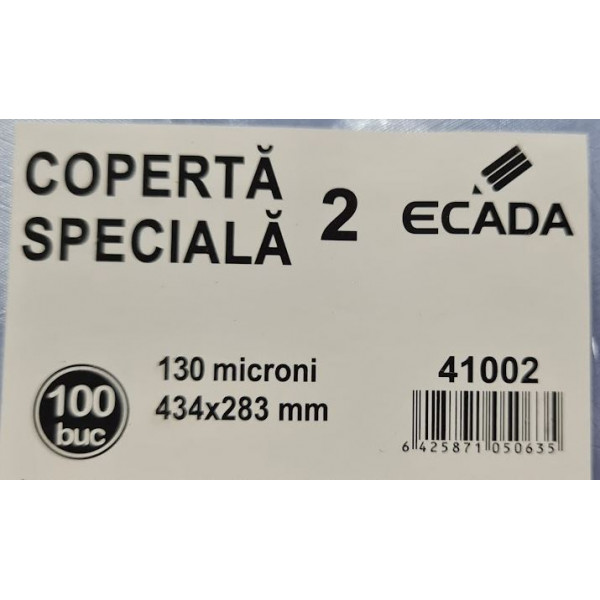 COPERTĂ
SPECIALĂ
2
ECADA
100
buc
130 microni
434x283 mm
41002
6 425871 050635